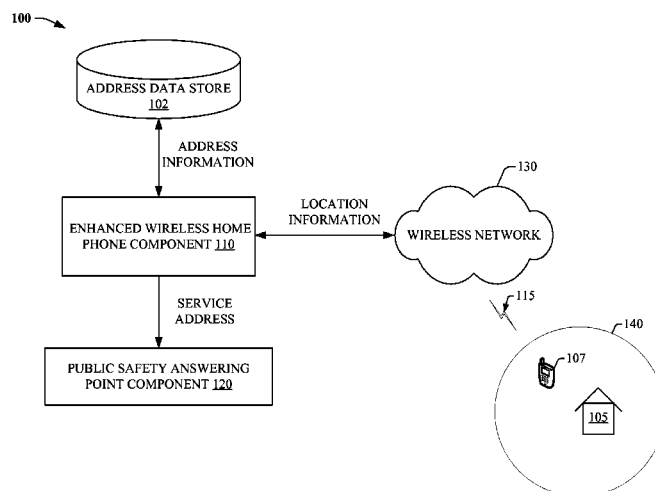 100
ADDRESS DATA STORE
102
ADDRESS
INFORMATION
130
LOCATION
INFORMATION
ENHANCED WIRELESS HOME
PHONE COMPONENT 110
WIRELESS NETWORK
SERVICE
ADDRESS
115
140
PUBLIC SAFETY ANSWERING
POINT COMPONENT 120
107
105